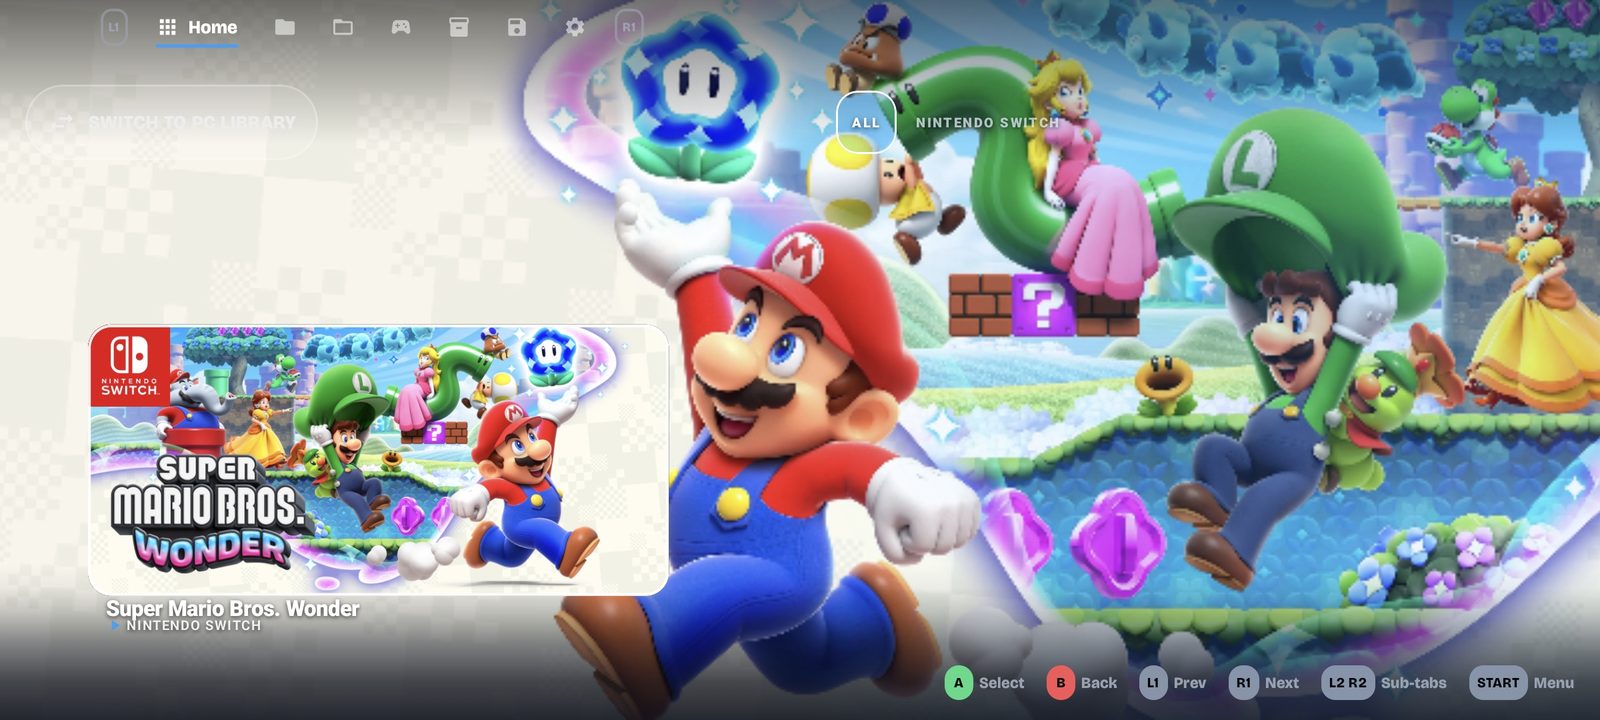 L1
Home
R1
SWITCH TO PC LIBRARY
ALL
NINTENDO SWITCH
L
M
?
NINTENDO
SWITCH.
L
M
?
SUPER
MARIO BROS.
WONDER
Super Mario Bros. Wonder
NINTENDO SWITCH
A Select
B Back
L1 Prev
R1 Next
L2 R2 Sub-tabs
START Menu